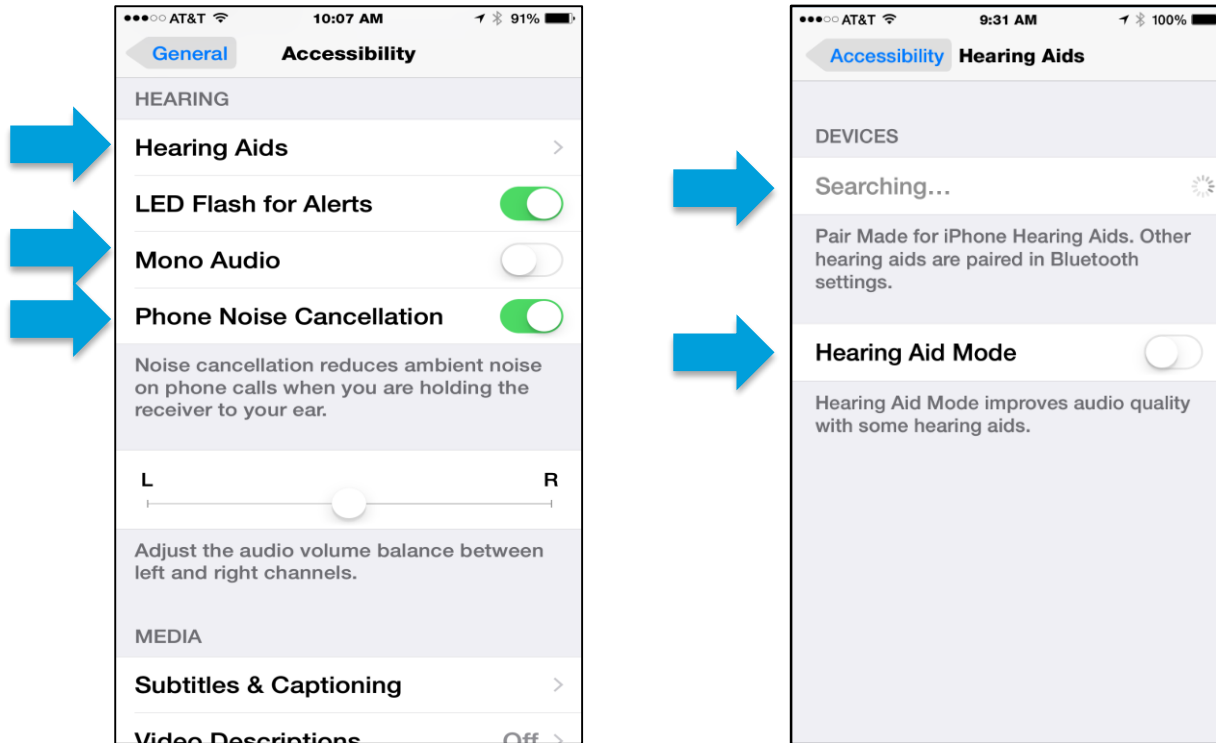 AT&T 10:07 AM 91%
General Accessibility
HEARING
Hearing Aids
LED Flash for Alerts
Mono Audio
Phone Noise Cancellation
Noise cancellation reduces ambient noise
on phone calls when you are holding the
receiver to your ear.
L R
Adjust the audio volume balance between
left and right channels.
MEDIA
Subtitles & Captioning
Video Descriptions Off
AT&T 9:31 AM 100%
Accessibility Hearing Aids
DEVICES
Searching...
Pair Made for iPhone Hearing Aids. Other
hearing aids are paired in Bluetooth
settings.
Hearing Aid Mode
Hearing Aid Mode improves audio quality
with some hearing aids.